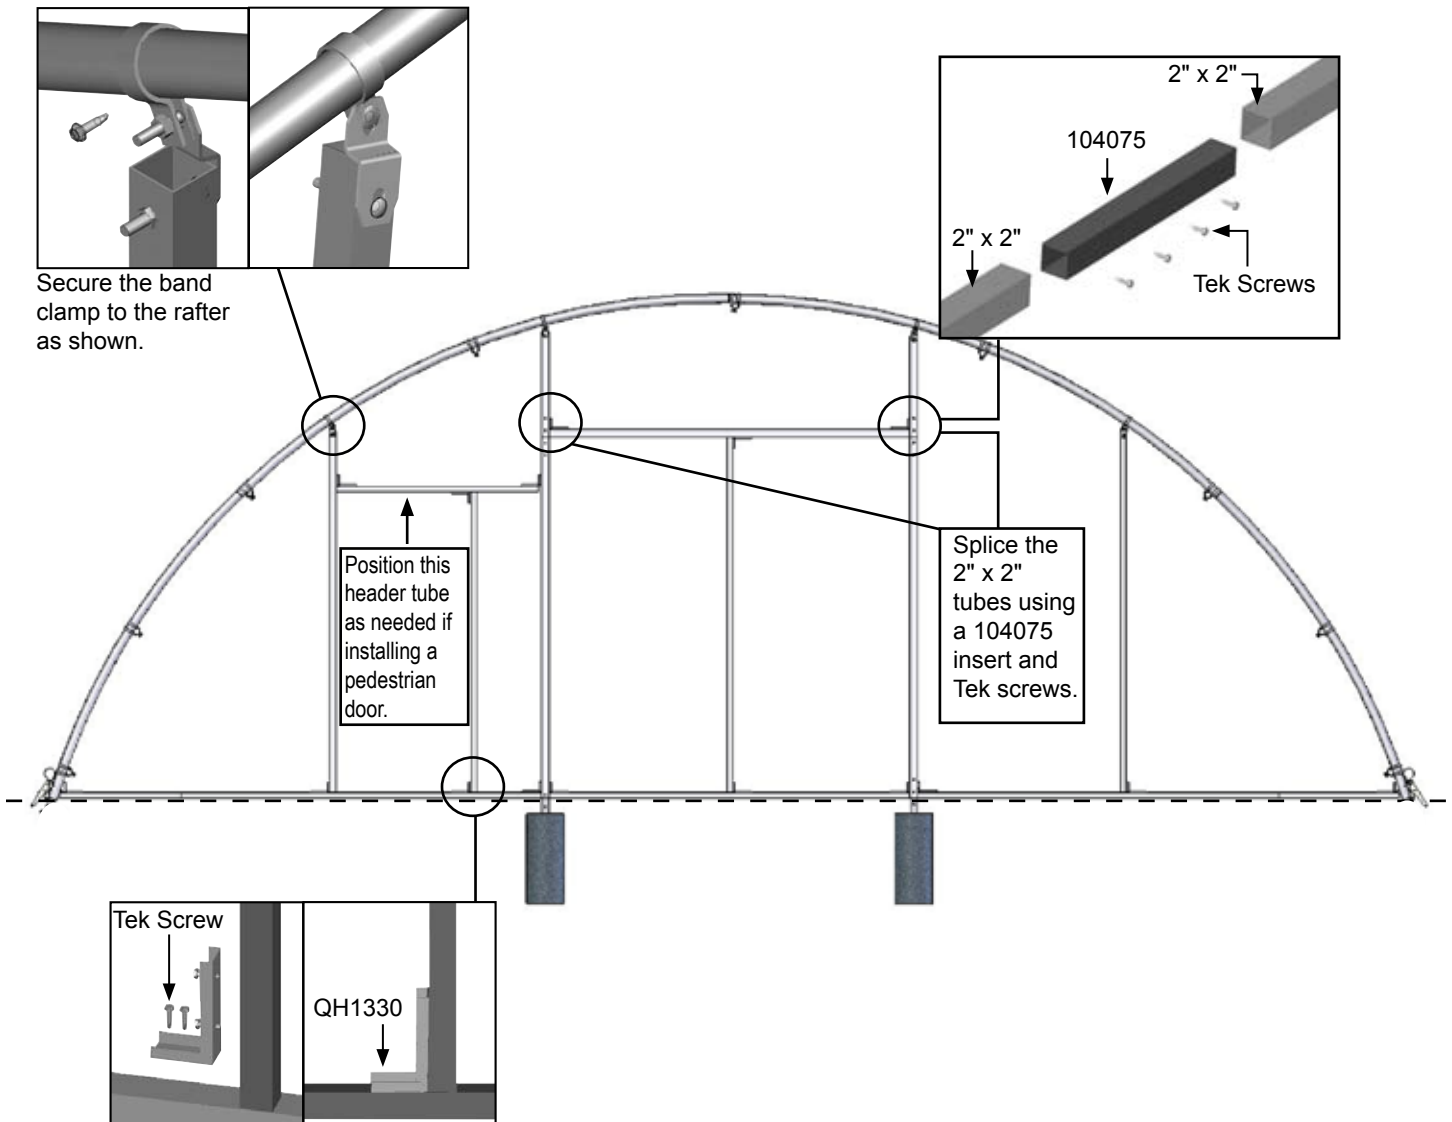 Secure the band
clamp to the rafter
as shown.
2" x 2"
104075
2" x 2"
Tek Screws
Position this
header tube
as needed if
installing a
pedestrian
door.
Splice the
2" x 2"
tubes using
a 104075
insert and
Tek screws.
Tek Screw
QH1330